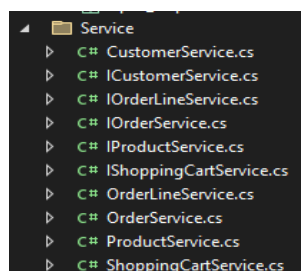 Service
C# CustomerService.cs
C# ICustomerService.cs
C# IOrderLineService.cs
C# IOrderService.cs
C# IProductService.cs
C# IShoppingCartService.cs
C# OrderLineService.cs
C# OrderService.cs
C# ProductService.cs
C# ShoppingCartService.cs